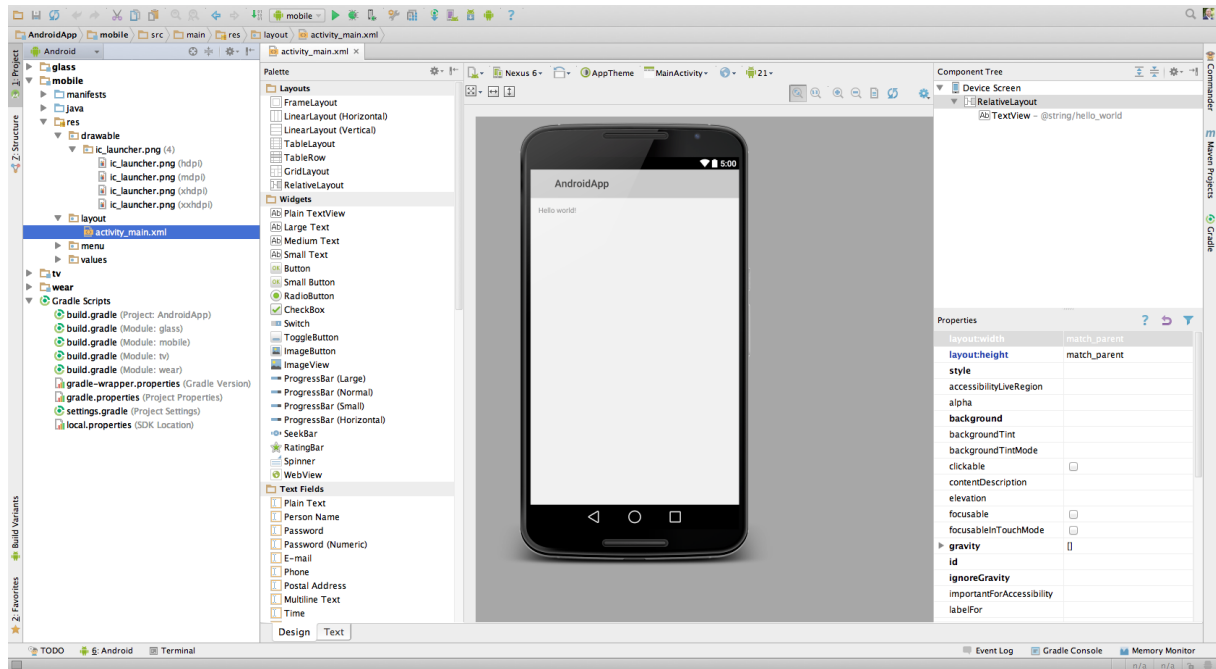 mobile
?
AndroidApp
mobile
src
main
res
layout
activity_main.xml
1: Project
Z: Structure
Build Variants
2: Favorites
Android
glass
mobile
manifests
java
res
drawable
ic_launcher.png (4)
ic_launcher.png (hdpi)
ic_launcher.png (mdpi)
ic_launcher.png (xhdpi)
ic_launcher.png (xxhdpi)
layout
activity_main.xml
menu
values
tv
wear
Gradle Scripts
build.gradle (Project: AndroidApp)
build.gradle (Module: glass)
build.gradle (Module: mobile)
build.gradle (Module: tv)
build.gradle (Module: wear)
gradle-wrapper.properties (Gradle Version)
gradle.properties (Project Properties)
settings.gradle (Project Settings)
local.properties (SDK Location)
activity_main.xml ×
Palette
Layouts
FrameLayout
LinearLayout (Horizontal)
LinearLayout (Vertical)
TableLayout
TableRow
GridLayout
RelativeLayout
Widgets
Ab Plain TextView
Ab Large Text
Ab Medium Text
Ab Small Text
OK Button
OK Small Button
RadioButton
CheckBox
Switch
ToggleButton
ImageButton
ImageView
ProgressBar (Large)
ProgressBar (Normal)
ProgressBar (Small)
ProgressBar (Horizontal)
SeekBar
RatingBar
Spinner
WebView
Text Fields
Plain Text
Person Name
Password
Password (Numeric)
E-mail
Phone
Postal Address
Multiline Text
Time
Design
Text
Nexus 6
AppTheme
MainActivity
21
5:00
AndroidApp
Hello world!
Component Tree
Device Screen
RelativeLayout
Ab TextView - @string/hello_world
Properties
?
layout:width match_parent
layout:height match_parent
style
accessibilityLiveRegion
alpha
background
backgroundTint
backgroundTintMode
clickable
contentDescription
elevation
focusable
focusableInTouchMode
gravity []
id
ignoreGravity
importantForAccessibility
labelFor
Commander
m Maven Projects
Gradle
TODO
6: Android
Terminal
Event Log
Gradle Console
Memory Monitor
n/a
n/a